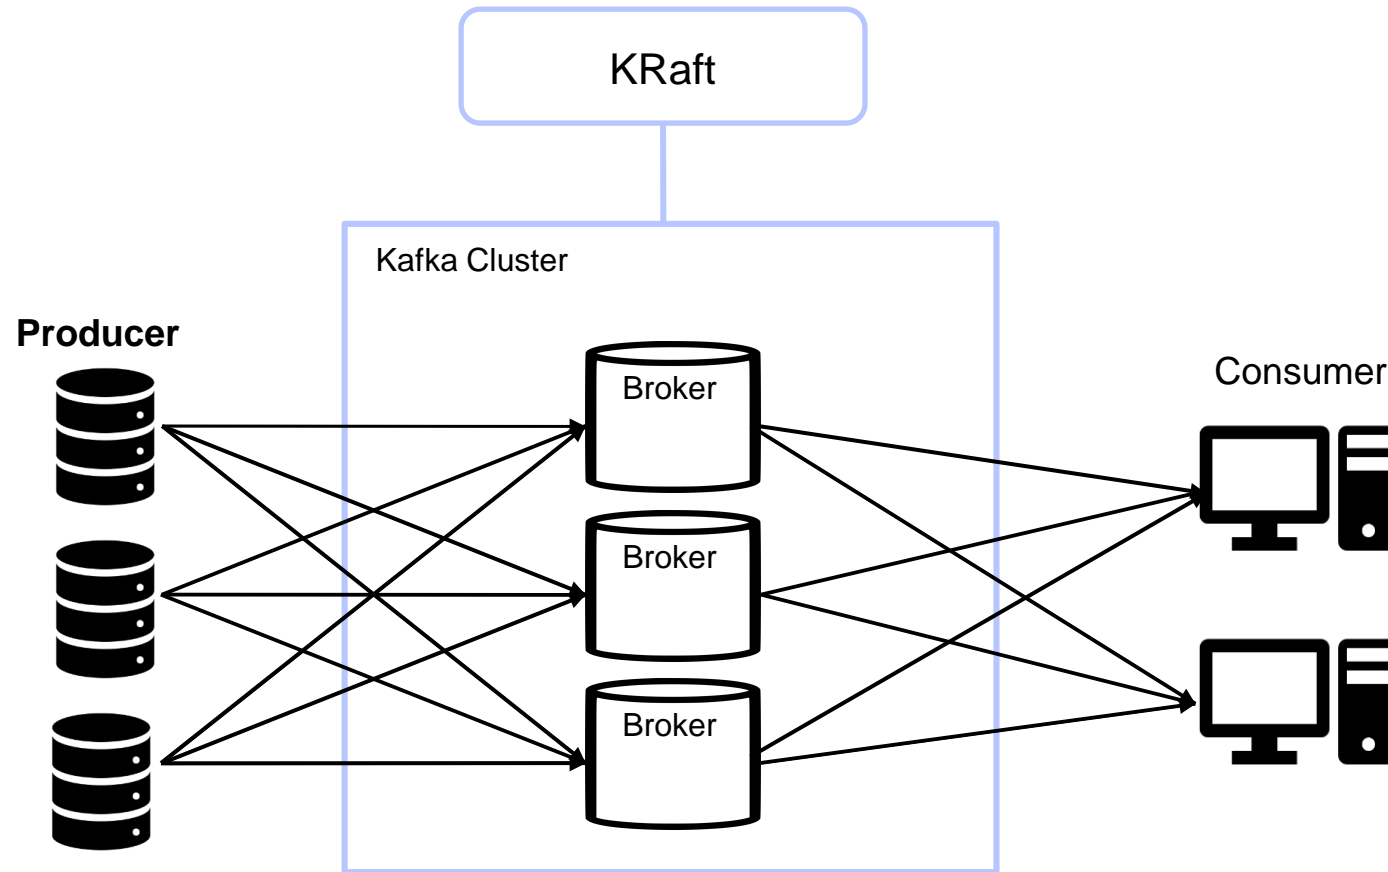 KRaft
Kafka Cluster
Producer
Broker
Consumer
Broker
Broker